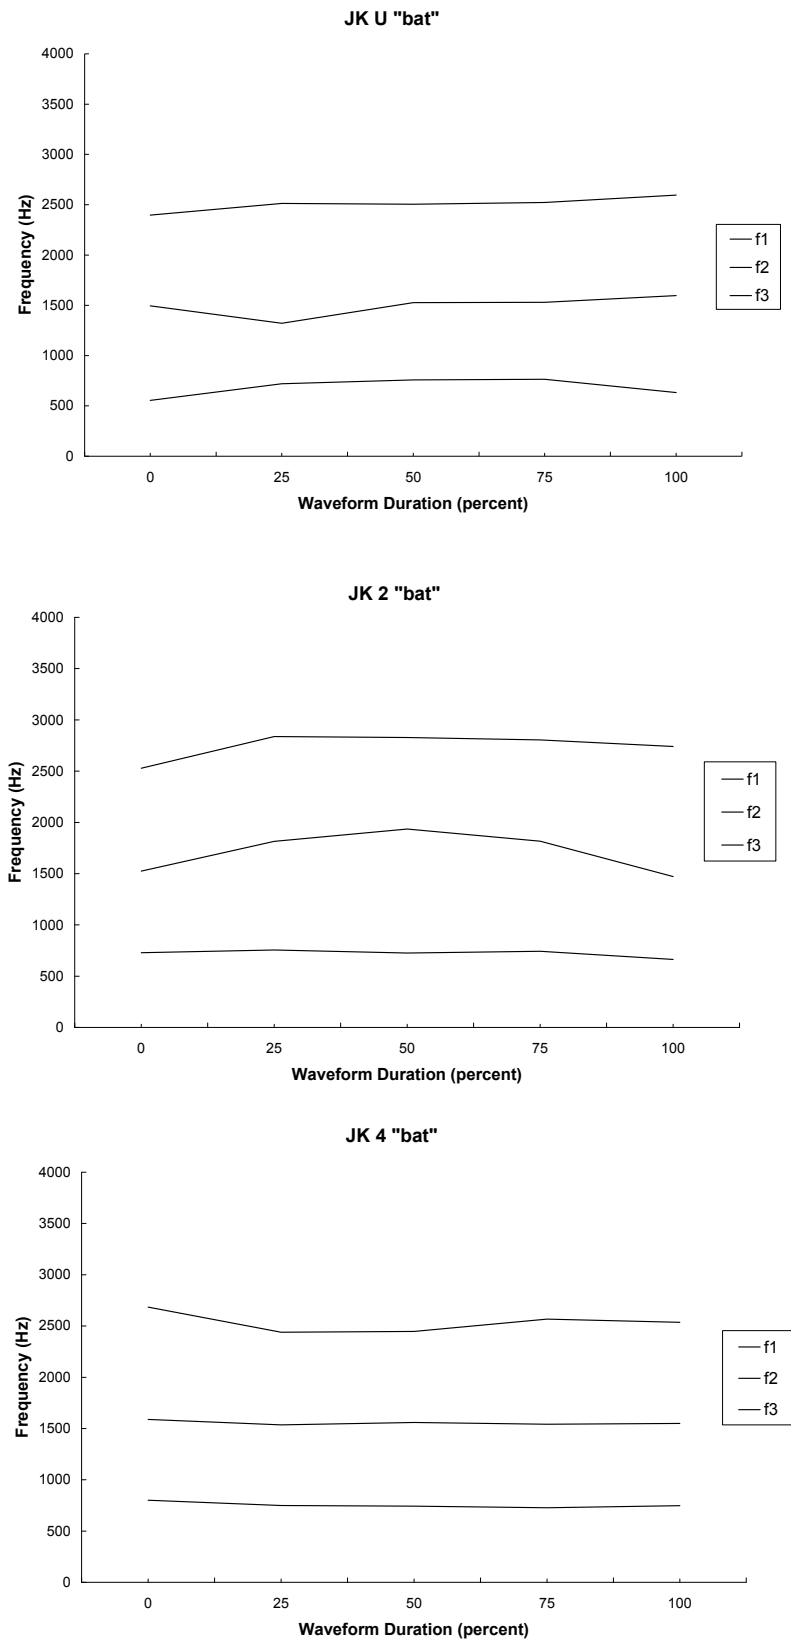 JK U "bat"
4000
3500
3000
2500
2000
1500
1000
500
0
Frequency (Hz)
f1
f2
f3
0 25 50 75 100
Waveform Duration (percent)
JK 2 "bat"
4000
3500
3000
2500
2000
1500
1000
500
0
Frequency (Hz)
f1
f2
f3
0 25 50 75 100
Waveform Duration (percent)
JK 4 "bat"
4000
3500
3000
2500
2000
1500
1000
500
0
Frequency (Hz)
f1
f2
f3
0 25 50 75 100
Waveform Duration (percent)